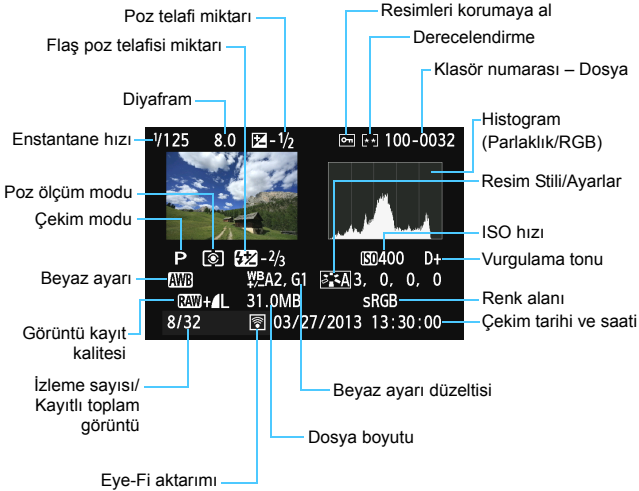 Poz telafi miktarı
Resimleri korumaya al
Flaş poz telafisi miktarı
Derecelendirme
Klasör numarası – Dosya
Diyafram
Enstantane hızı
Histogram
(Parlaklık/RGB)
1/125 8.0 -1/2 100-0032
Poz ölçüm modu
Resim Stili/Ayarlar
Çekim modu
ISO hızı
P -2/3 ISO400 D+
Vurgulama tonu
Beyaz ayarı
AWB WB+/-A2, G1 A3, 0, 0, 0
RAW+L 31.0MB sRGB
Renk alanı
8/32 03/27/2013 13:30:00
Çekim tarihi ve saati
Görüntü kayıt
kalitesi
İzleme sayısı/
Kayıtlı toplam
görüntü
Beyaz ayarı düzeltisi
Dosya boyutu
Eye-Fi aktarımı